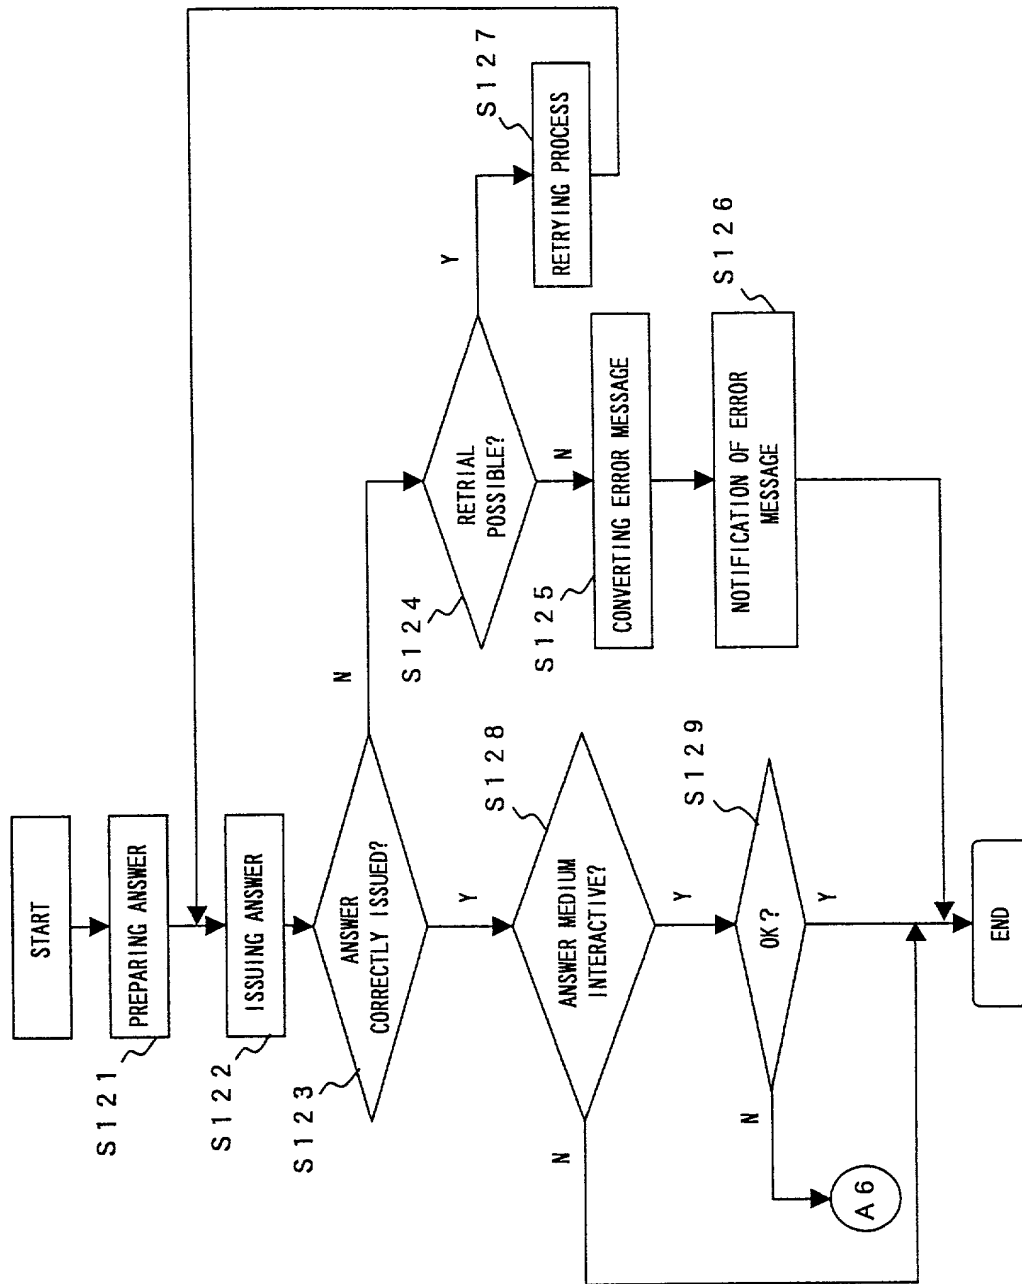 START
PREPARING ANSWER
S121
ISSUING ANSWER
S122
ANSWER
CORRECTLY ISSUED?
S123
N
Y
RETRIAL
POSSIBLE?
S124
Y
N
RETRYING PROCESS
S127
CONVERTING ERROR MESSAGE
S125
NOTIFICATION OF ERROR
MESSAGE
S126
ANSWER MEDIUM
INTERACTIVE?
S128
N
Y
OK?
S129
N
Y
A6
END